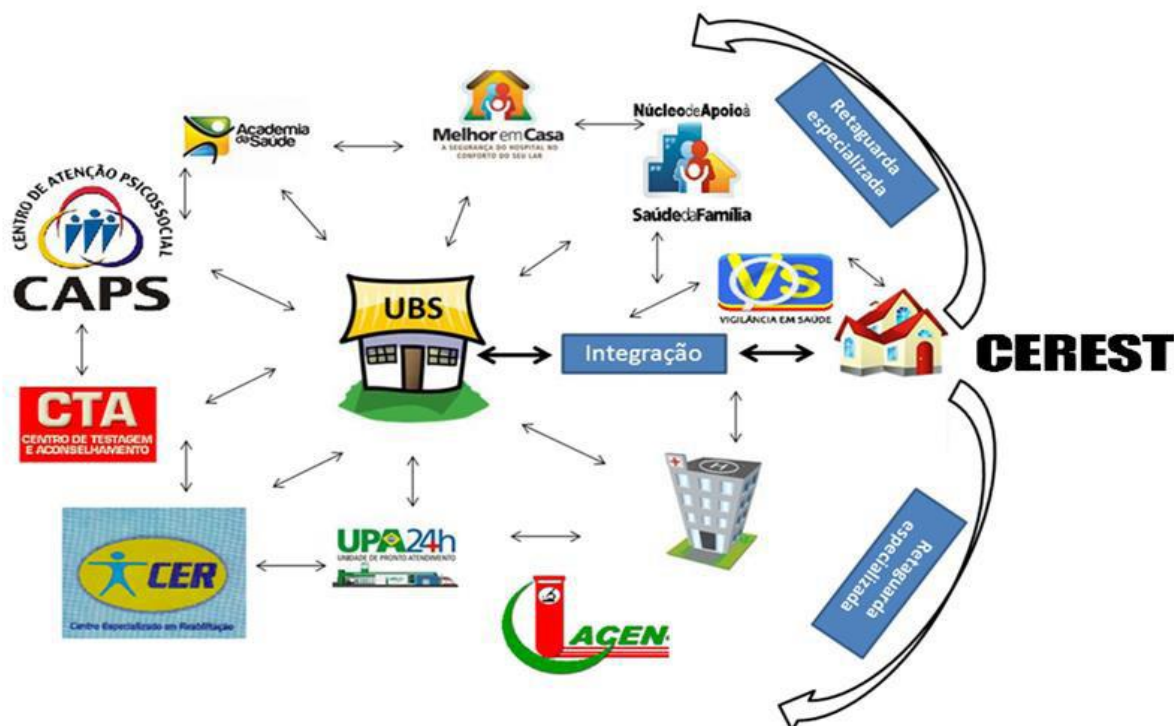 Academia
da Saúde
Melhor em Casa
A SEGURANÇA DO HOSPITAL NO
CONFORTO DO SEU LAR
Núcleo de Apoio à
Saúde da Família
Retaguarda
especializada
CENTRO DE ATENÇÃO PSICOSSOCIAL
CAPS
UBS
VS
VIGILÂNCIA EM SAÚDE
Integração
CEREST
CTA
CENTRO DE TESTAGEM
E ACONSELHAMENTO
H
CER
Centro Especializado em Reabilitação
UPA24h
UNIDADE DE PRONTO ATENDIMENTO
LACEN
Retaguarda
especializada